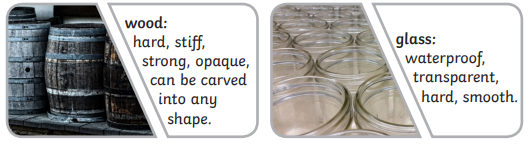 wood:
hard, stiff,
strong, opaque,
can be carved
into any
shape.
glass:
waterproof,
transparent,
hard, smooth.